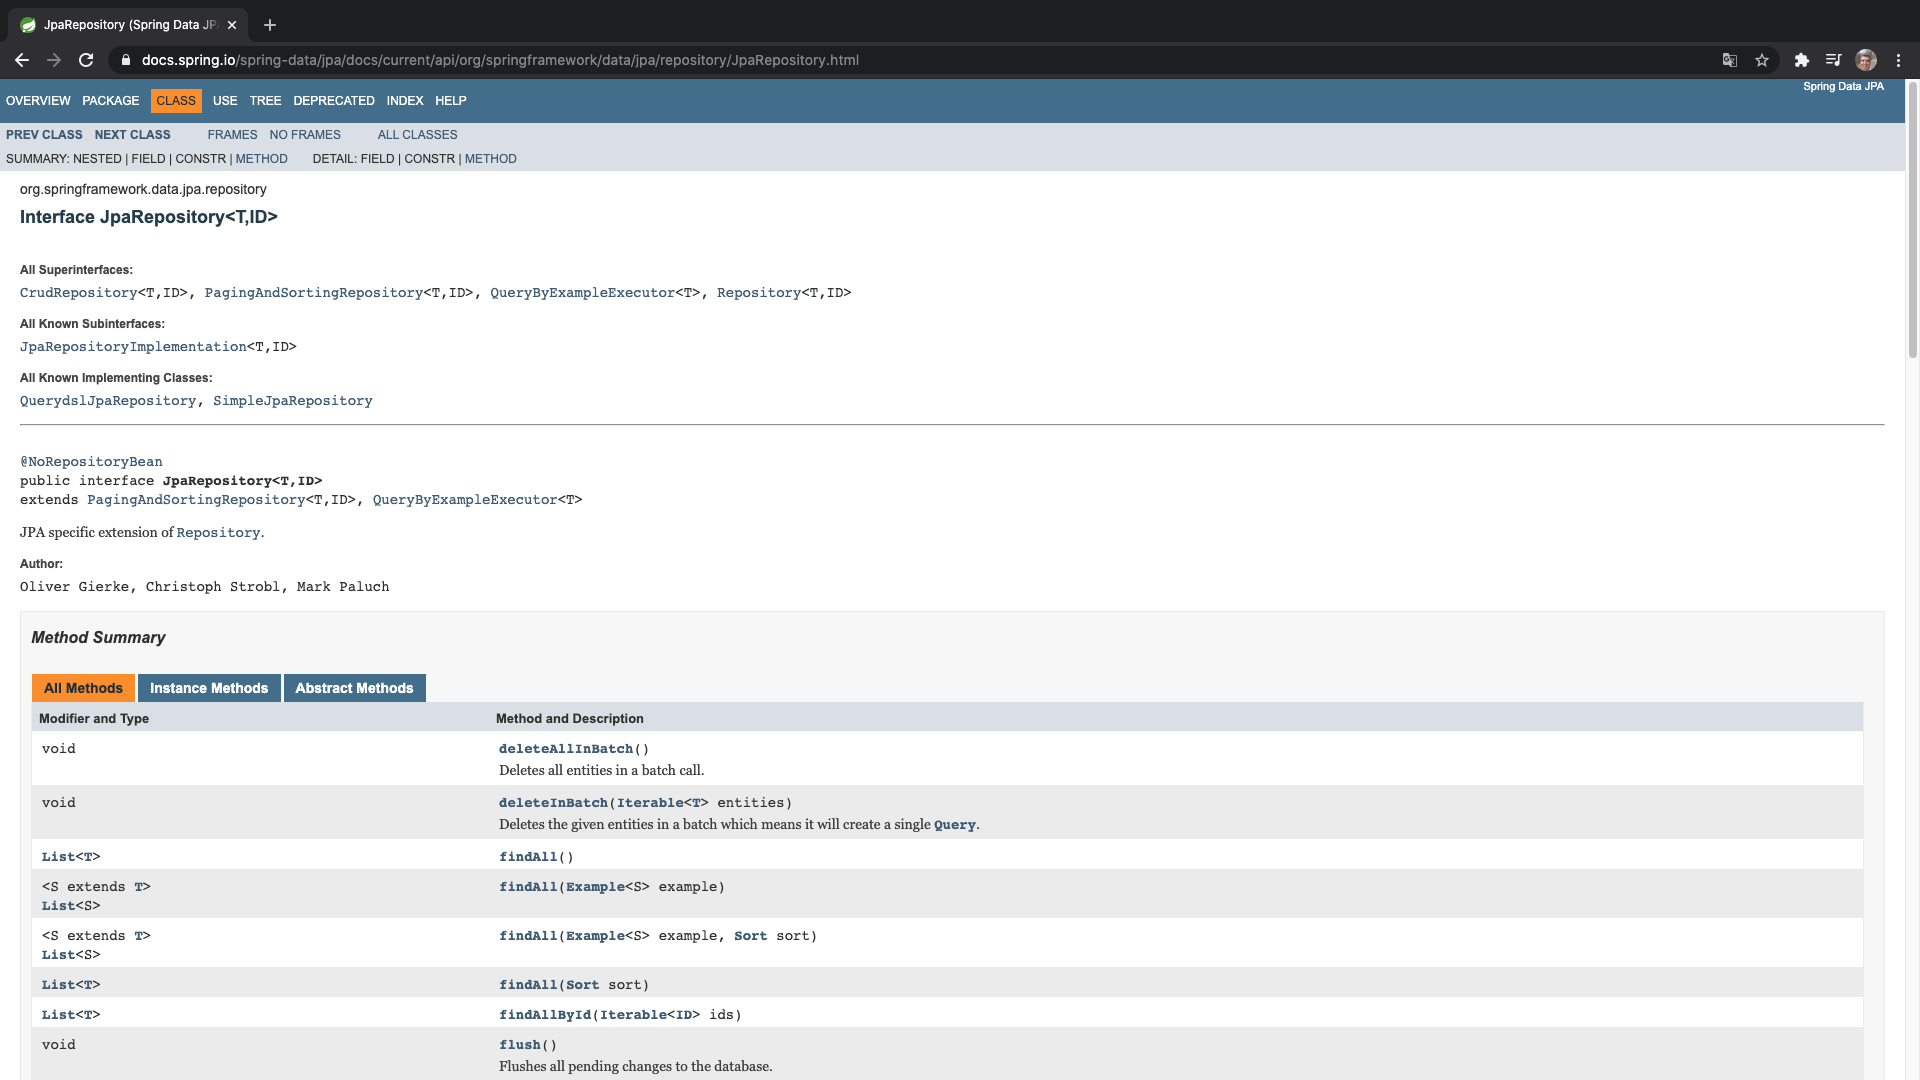 JpaRepository (Spring Data JP
docs.spring.io/spring-data/jpa/docs/current/api/org/springframework/data/jpa/repository/JpaRepository.html
Spring Data JPA
OVERVIEW PACKAGE CLASS USE TREE DEPRECATED INDEX HELP
PREV CLASS NEXT CLASS FRAMES NO FRAMES ALL CLASSES
SUMMARY: NESTED | FIELD | CONSTR | METHOD DETAIL: FIELD | CONSTR | METHOD
org.springframework.data.jpa.repository
Interface JpaRepository<T,ID>
All Superinterfaces:
CrudRepository<T,ID>, PagingAndSortingRepository<T,ID>, QueryByExampleExecutor<T>, Repository<T,ID>
All Known Subinterfaces:
JpaRepositoryImplementation<T,ID>
All Known Implementing Classes:
QuerydslJpaRepository, SimpleJpaRepository
@NoRepositoryBean
public interface JpaRepository<T,ID>
extends PagingAndSortingRepository<T,ID>, QueryByExampleExecutor<T>
JPA specific extension of Repository.
Author:
Oliver Gierke, Christoph Strobl, Mark Paluch
Method Summary
All Methods Instance Methods Abstract Methods
Modifier and Type Method and Description
void deleteAllInBatch()
Deletes all entities in a batch call.
void deleteInBatch(Iterable<T> entities)
Deletes the given entities in a batch which means it will create a single Query.
List<T> findAll()
<S extends T> findAll(Example<S> example)
List<S>
<S extends T> findAll(Example<S> example, Sort sort)
List<S>
List<T> findAll(Sort sort)
List<T> findAllById(Iterable<ID> ids)
void flush()
Flushes all pending changes to the database.